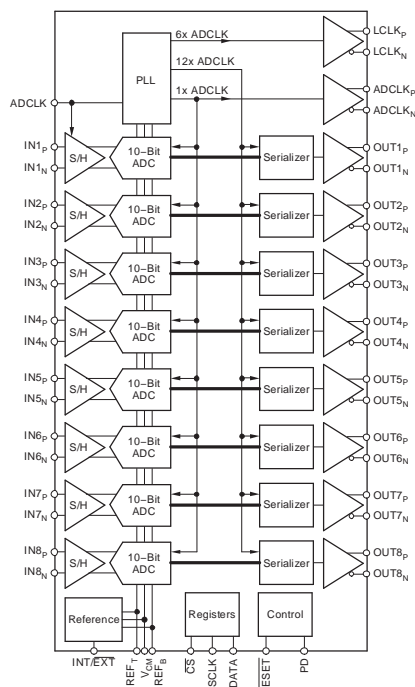 6x ADCLK
12x ADCLK
1x ADCLK
PLL
LCLKP
LCLKN
ADCLKP
ADCLKN
ADCLK
IN1P
IN1N
S/H
10-Bit
ADC
Serializer
OUT1P
OUT1N
IN2P
IN2N
S/H
10-Bit
ADC
Serializer
OUT2P
OUT2N
IN3P
IN3N
S/H
10-Bit
ADC
Serializer
OUT3P
OUT3N
IN4P
IN4N
S/H
10-Bit
ADC
Serializer
OUT4P
OUT4N
IN5P
IN5N
S/H
10-Bit
ADC
Serializer
OUT5P
OUT5N
IN6P
IN6N
S/H
10-Bit
ADC
Serializer
OUT6P
OUT6N
IN7P
IN7N
S/H
10-Bit
ADC
Serializer
OUT7P
OUT7N
IN8P
IN8N
S/H
10-Bit
ADC
Serializer
OUT8P
OUT8N
Reference
Registers
Control
INT/EXT
REFT
VCM
REFB
CS
SCLK
DATA
ESET
PD